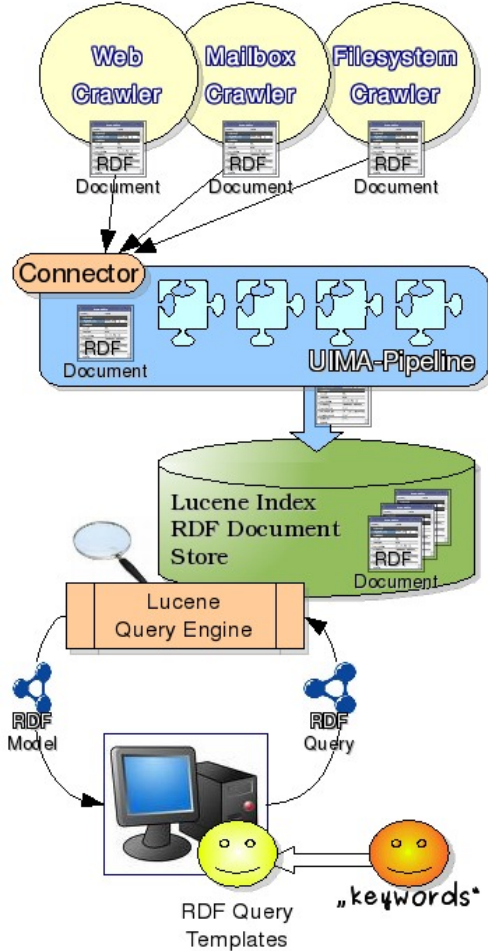 Web
Crawler
Mailbox
Crawler
Filesystem
Crawler
RDF
Document
RDF
Document
RDF
Document
Connector
RDF
Document
UIMA-Pipeline
Lucene Index
RDF Document
Store
RDF
Document
Lucene
Query Engine
RDF
Model
RDF
Query
„keywords“
RDF Query
Templates